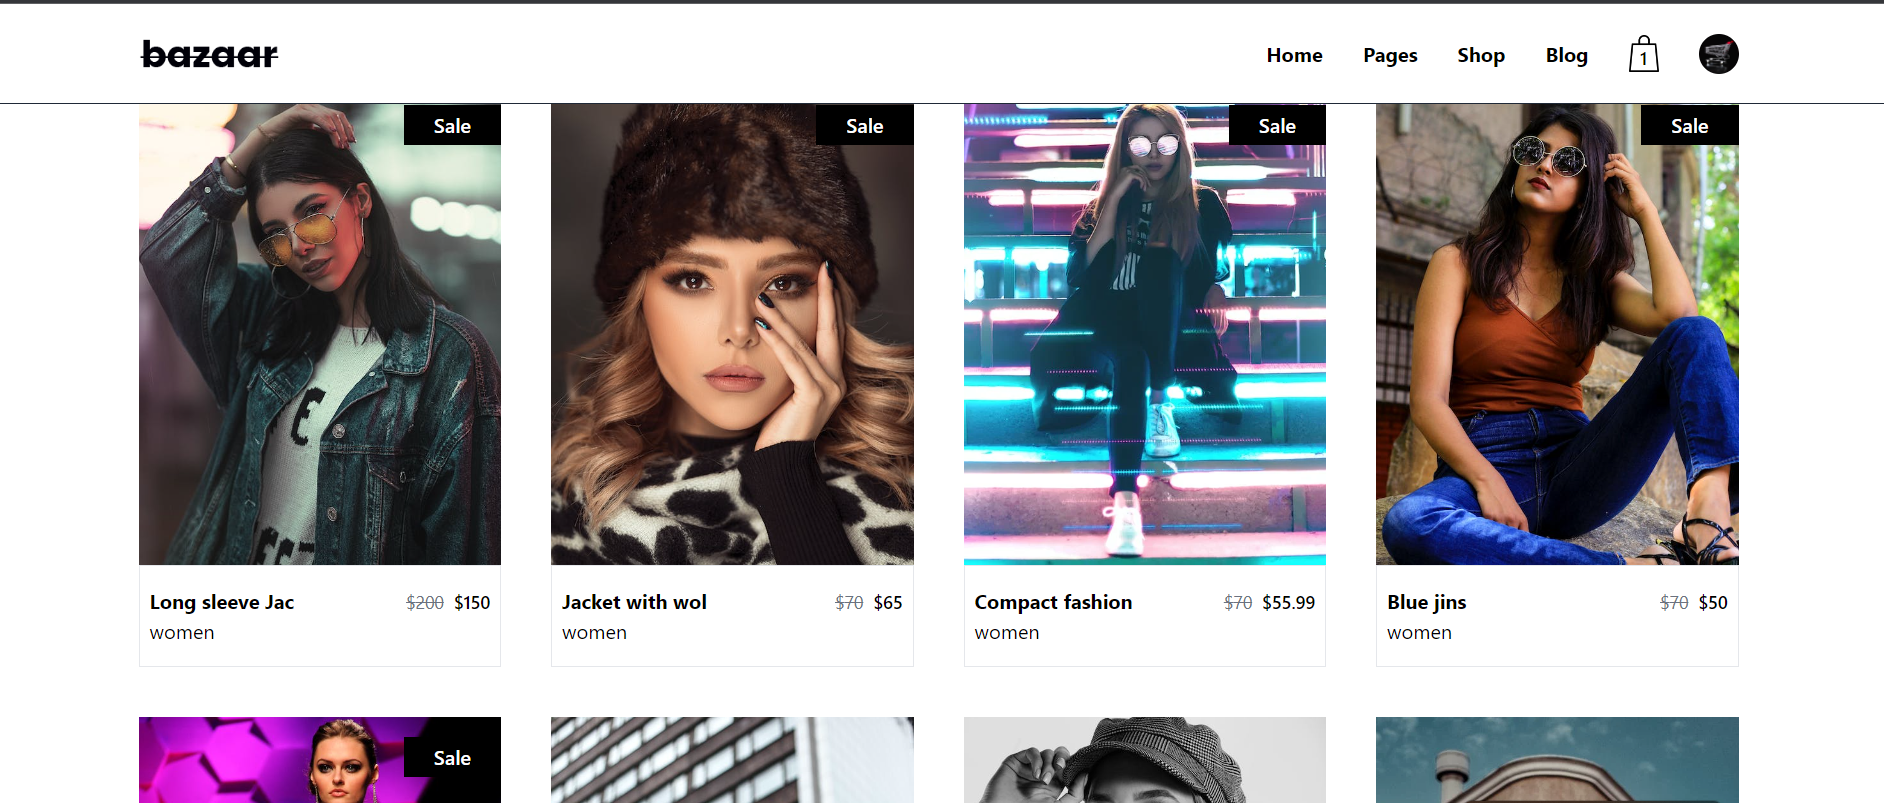 bazaar
Home Pages Shop Blog 1
Sale Sale Sale Sale
Long sleeve Jac $200 $150
women
Jacket with wol $70 $65
women
Compact fashion $70 $55.99
women
Blue jins $70 $50
women
Sale